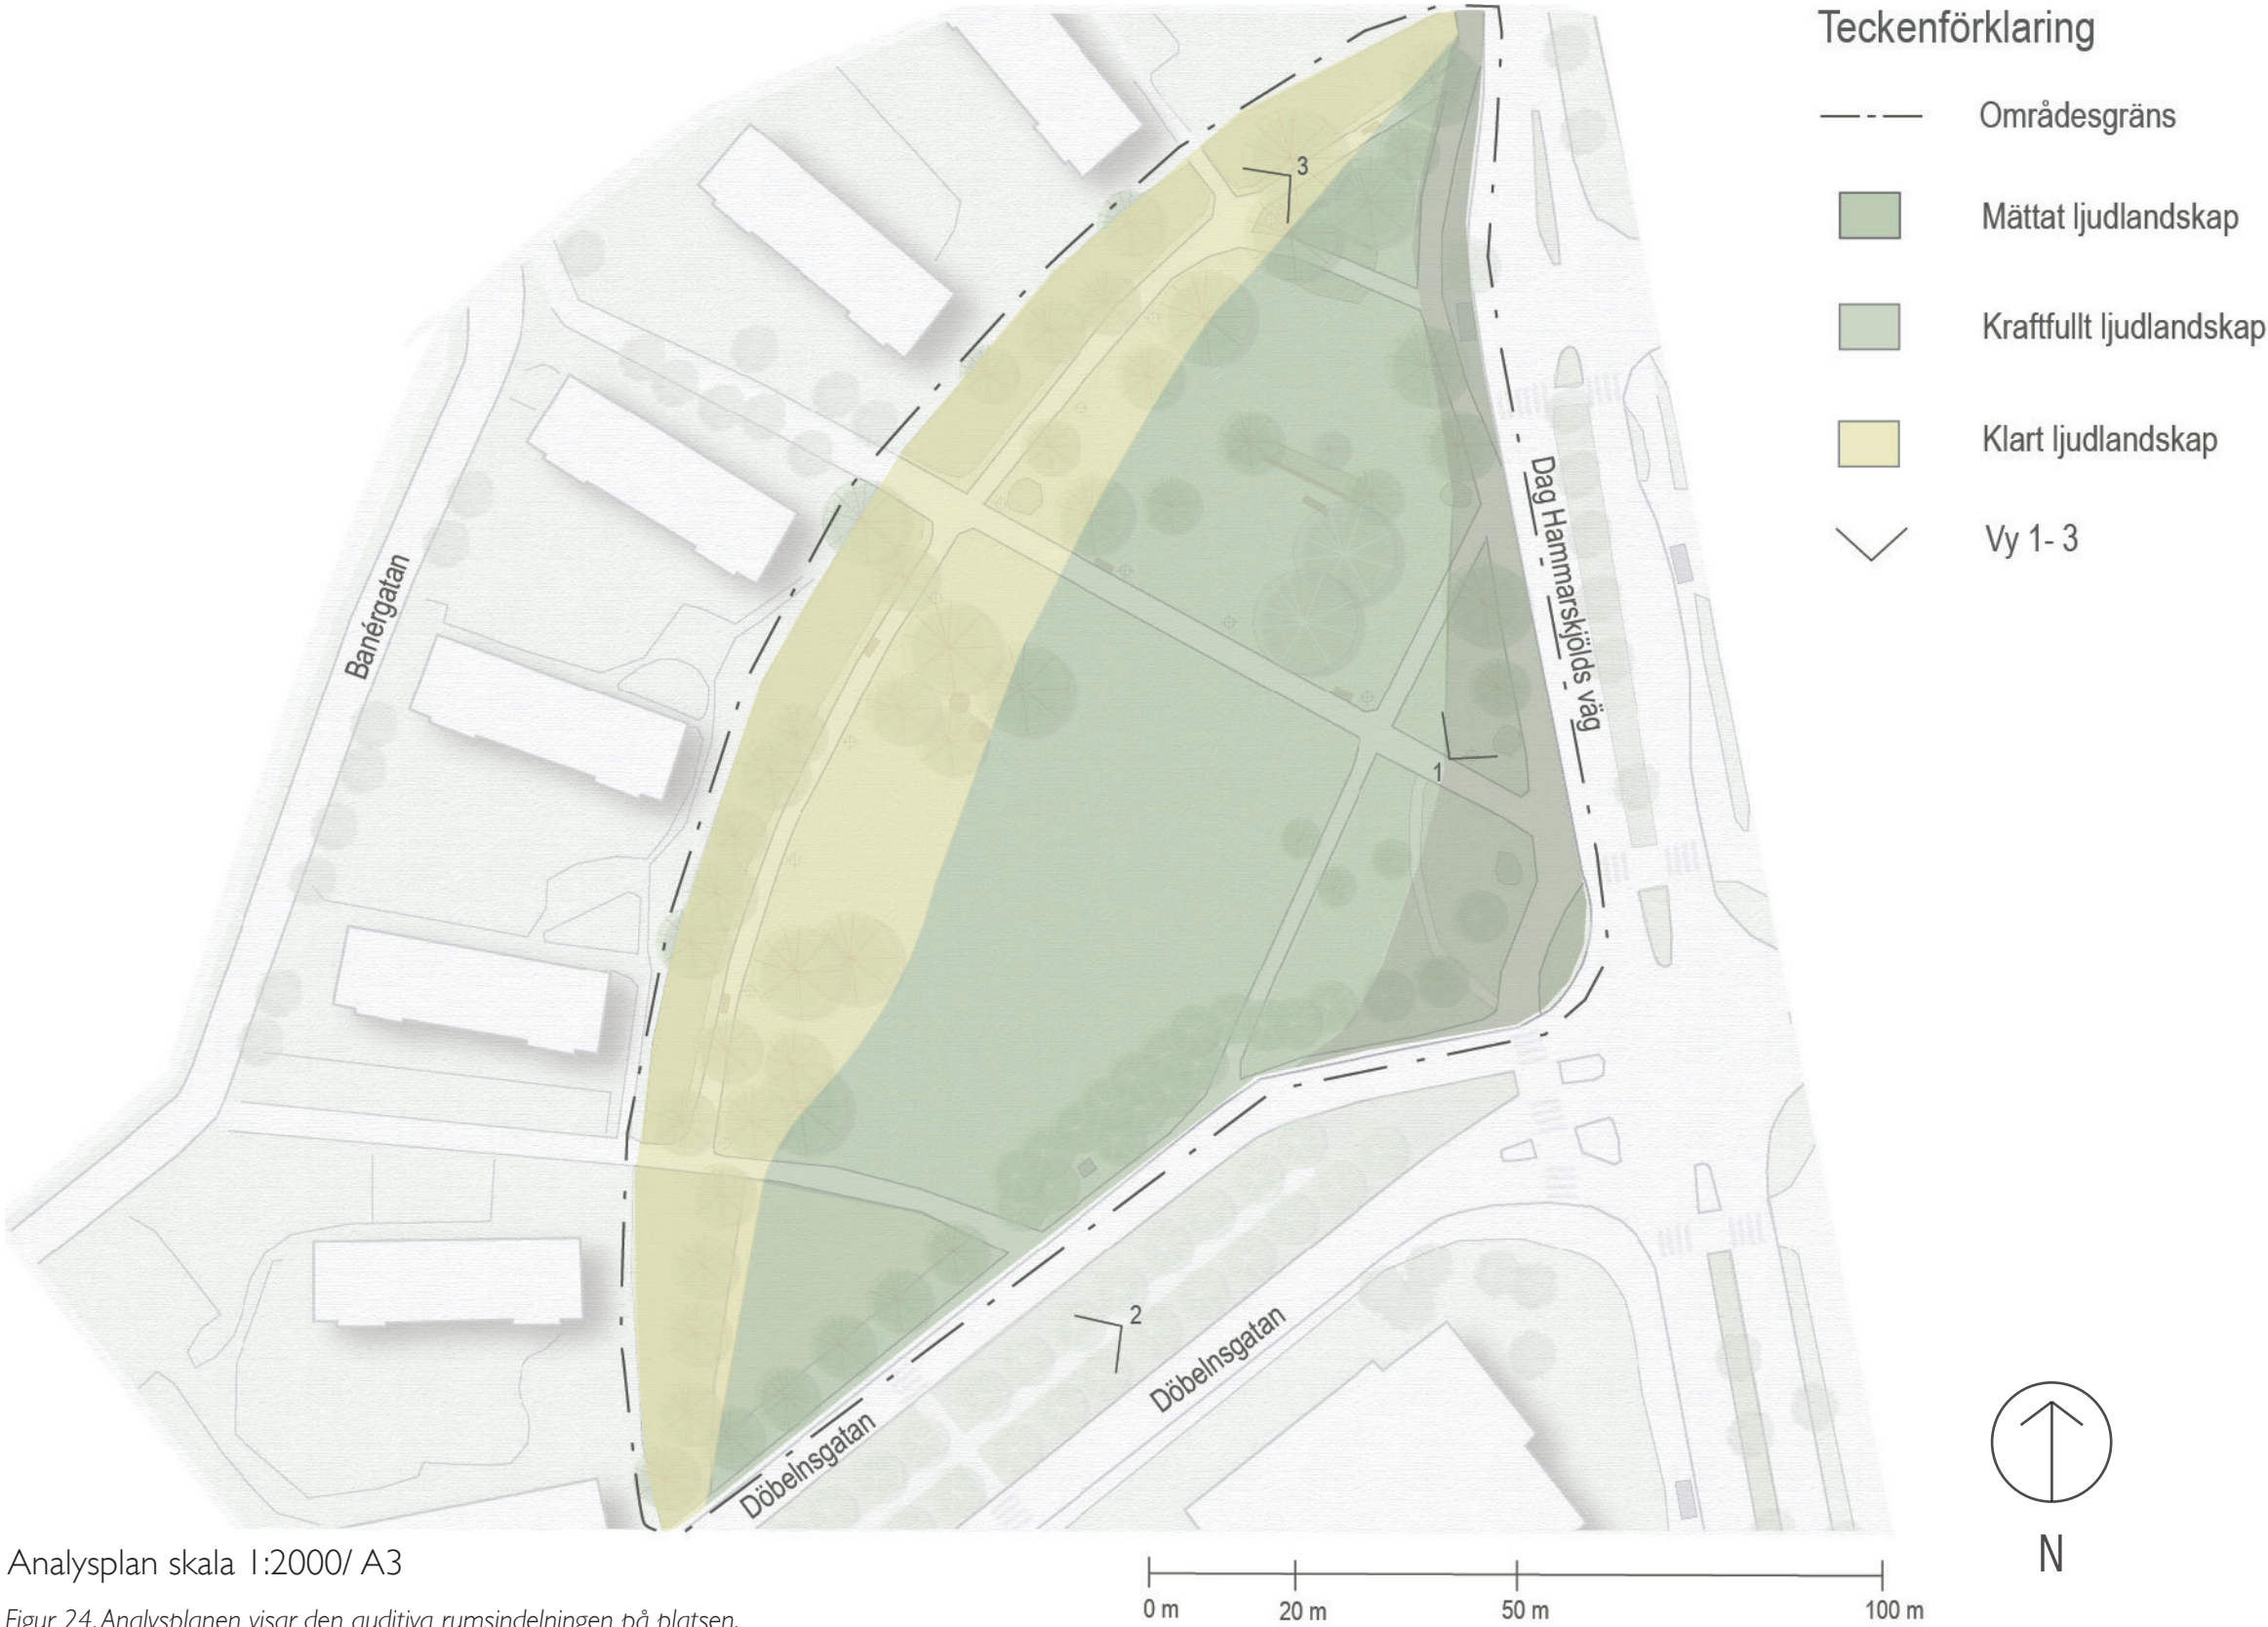 Teckenförklaring
Områdesgräns
Mättat ljudlandskap
Kraftfullt ljudlandskap
Klart ljudlandskap
Vy 1- 3
3
Dag Hammarskjölds väg
Banérgatan
1
2
Döbelnsgatan
Döbelnsgatan
N
Analysplan skala 1:2000/ A3
0 m 20 m 50 m 100 m
Figur 24. Analysplanen visar den auditiva rumsindelningen på platsen.